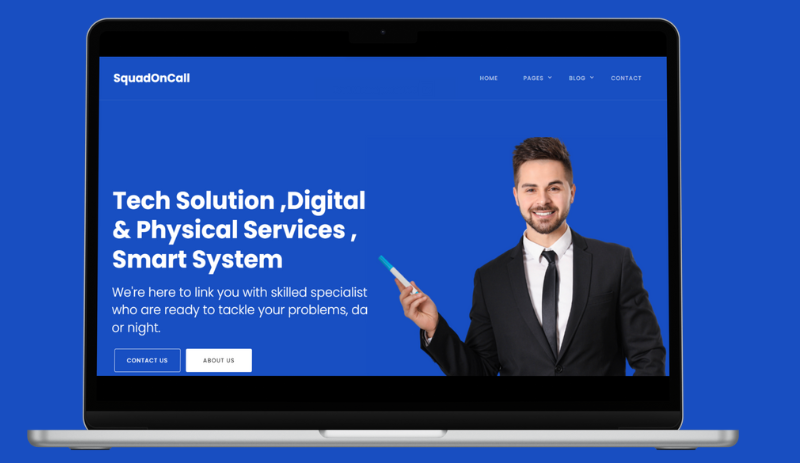 SquadOnCall
HOME PAGES BLOG CONTACT
Tech Solution ,Digital
& Physical Services ,
Smart System
We're here to link you with skilled specialist
who are ready to tackle your problems, da
or night.
CONTACT US ABOUT US